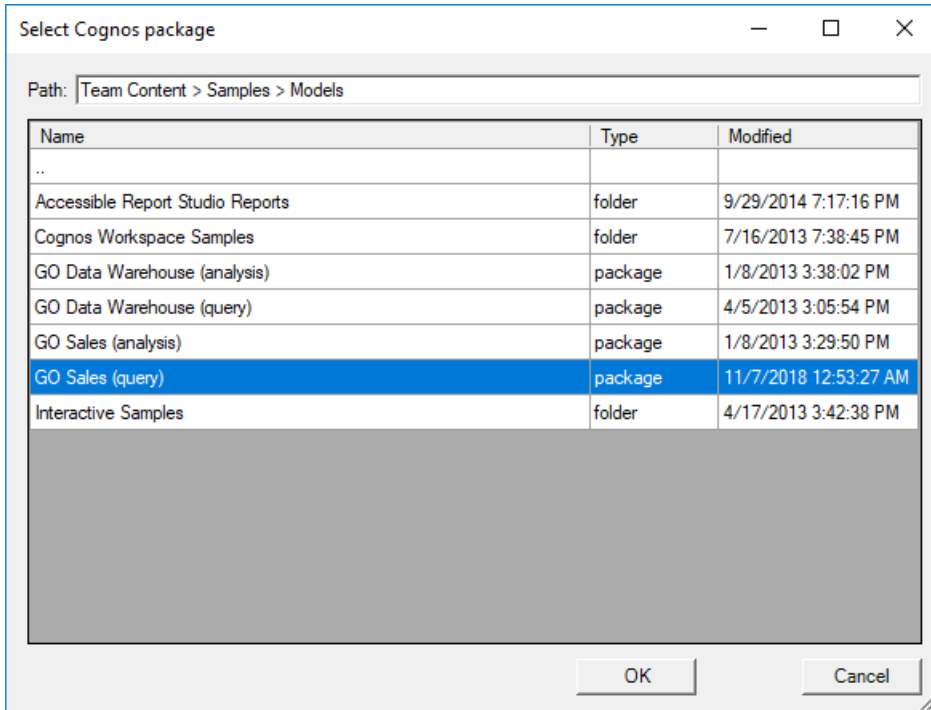 Select Cognos package
Path: Team Content > Samples > Models
Name Type Modified
..
Accessible Report Studio Reports folder 9/29/2014 7:17:16 PM
Cognos Workspace Samples folder 7/16/2013 7:38:45 PM
GO Data Warehouse (analysis) package 1/8/2013 3:38:02 PM
GO Data Warehouse (query) package 4/5/2013 3:05:54 PM
GO Sales (analysis) package 1/8/2013 3:29:50 PM
GO Sales (query) package 11/7/2018 12:53:27 AM
Interactive Samples folder 4/17/2013 3:42:38 PM
OK Cancel